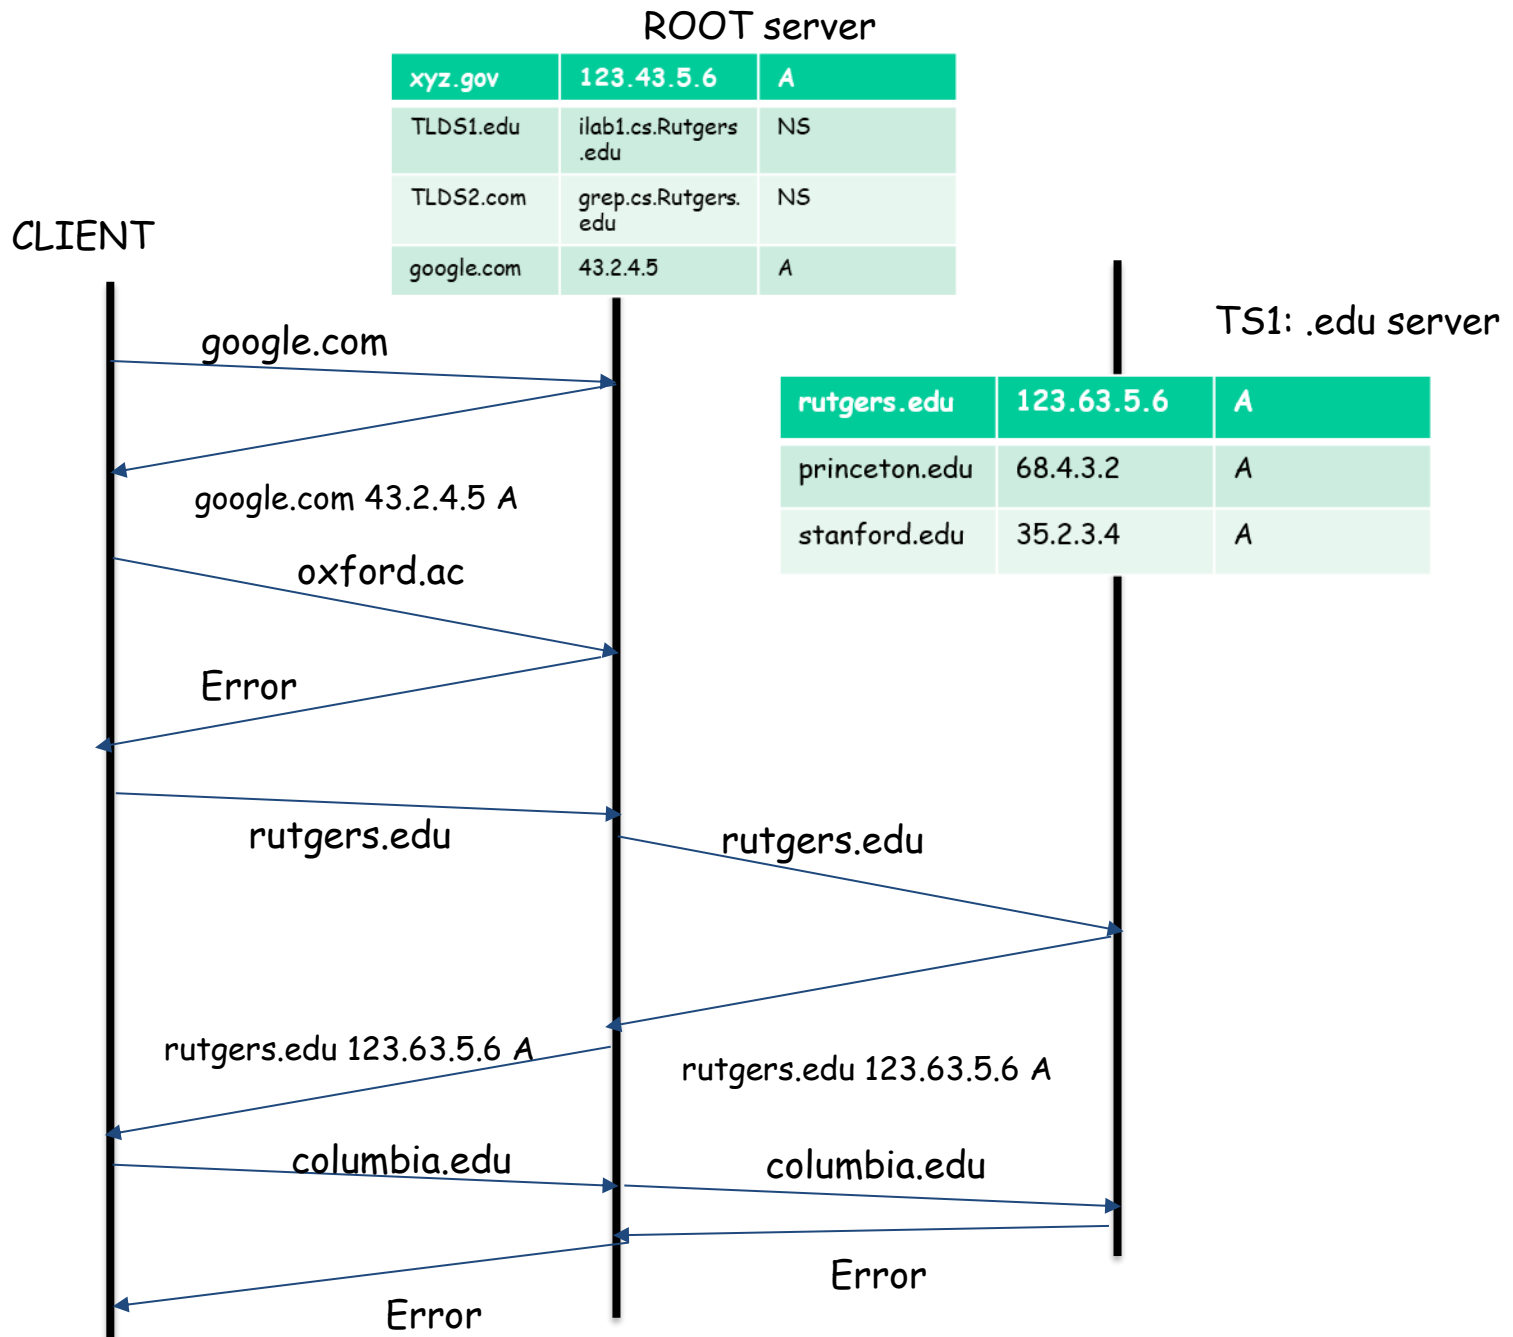 ROOT server
xyz.gov 123.43.5.6 A
TLDS1.edu ilab1.cs.Rutgers NS
.edu
TLDS2.com grep.cs.Rutgers. NS
edu
google.com 43.2.4.5 A
CLIENT
TS1: .edu server
rutgers.edu 123.63.5.6 A
princeton.edu 68.4.3.2 A
stanford.edu 35.2.3.4 A
google.com
google.com 43.2.4.5 A
oxford.ac
Error
rutgers.edu
rutgers.edu
rutgers.edu 123.63.5.6 A
rutgers.edu 123.63.5.6 A
columbia.edu
columbia.edu
Error
Error